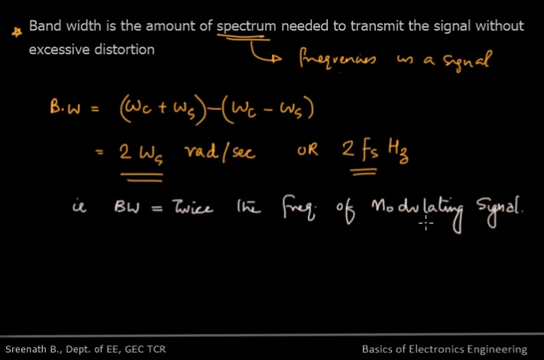 * Band width is the amount of spectrum needed to transmit the signal without
excessive distortion
frequencies in a signal
B.W = (ωc + ωs) - (ωc - ωs)
= 2 ωs rad/sec OR 2 Fs Hz
ie BW = Twice the freq. of Modulating Signal.
Sreenath B., Dept. of EE, GEC TCR Basics of Electronics Engineering